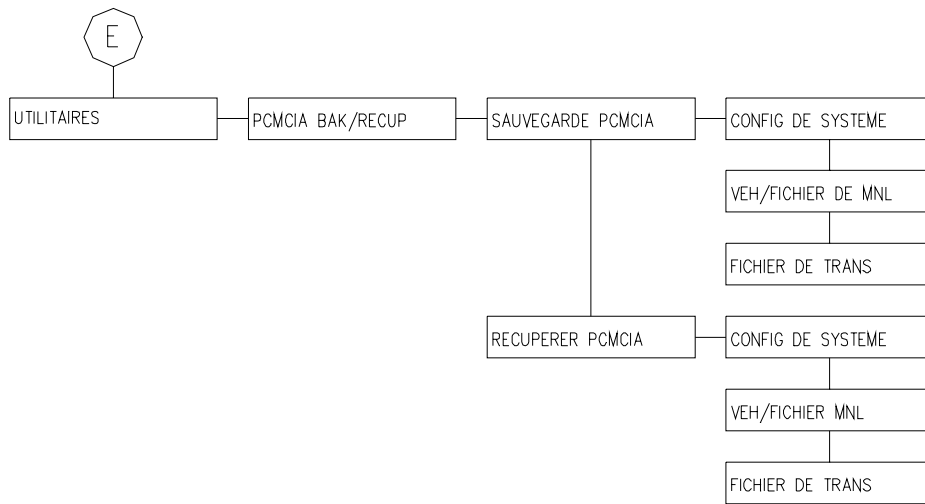 E
UTILITAIRES
PCMCIA BAK/RECUP
SAUVEGARDE PCMCIA
CONFIG DE SYSTEME
VEH/FICHIER DE MNL
FICHIER DE TRANS
RECUPERER PCMCIA
CONFIG DE SYSTEME
VEH/FICHIER MNL
FICHIER DE TRANS